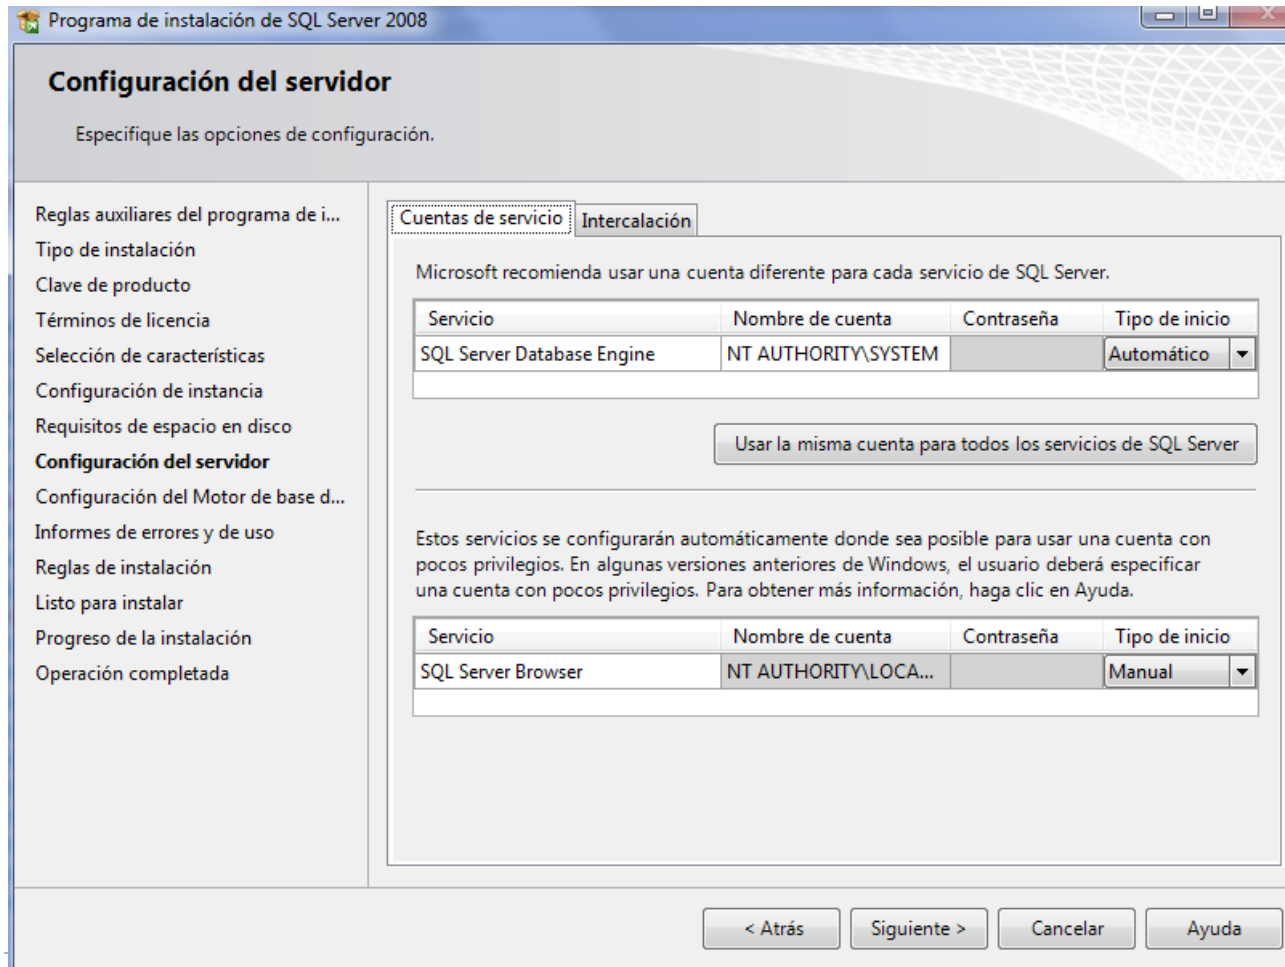 Programa de instalación de SQL Server 2008
Configuración del servidor
Especifique las opciones de configuración.
Reglas auxiliares del programa de i...
Tipo de instalación
Clave de producto
Términos de licencia
Selección de características
Configuración de instancia
Requisitos de espacio en disco
Configuración del servidor
Configuración del Motor de base d...
Informes de errores y de uso
Reglas de instalación
Listo para instalar
Progreso de la instalación
Operación completada
Cuentas de servicio Intercalación
Microsoft recomienda usar una cuenta diferente para cada servicio de SQL Server.
Servicio Nombre de cuenta Contraseña Tipo de inicio
SQL Server Database Engine NT AUTHORITY\SYSTEM Automático
Usar la misma cuenta para todos los servicios de SQL Server
Estos servicios se configurarán automáticamente donde sea posible para usar una cuenta con
pocos privilegios. En algunas versiones anteriores de Windows, el usuario deberá especificar
una cuenta con pocos privilegios. Para obtener más información, haga clic en Ayuda.
Servicio Nombre de cuenta Contraseña Tipo de inicio
SQL Server Browser NT AUTHORITY\LOCA... Manual
< Atrás Siguiente > Cancelar Ayuda